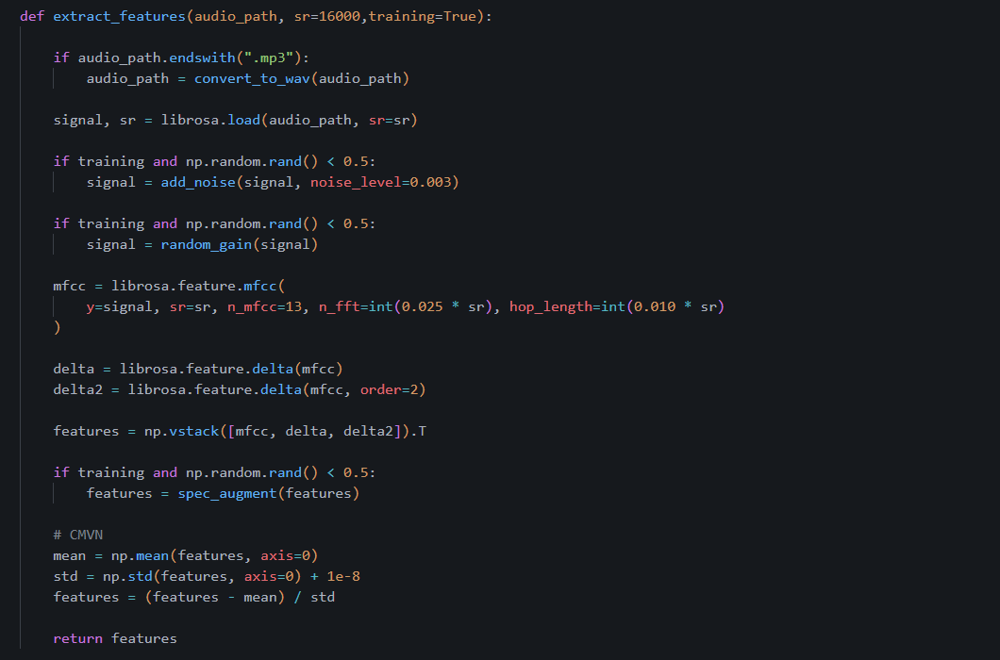 def extract_features(audio_path, sr=16000,training=True):
    if audio_path.endswith(".mp3"):
        audio_path = convert_to_wav(audio_path)
    signal, sr = librosa.load(audio_path, sr=sr)
    if training and np.random.rand() < 0.5:
        signal = add_noise(signal, noise_level=0.003)
    if training and np.random.rand() < 0.5:
        signal = random_gain(signal)
    mfcc = librosa.feature.mfcc(
        y=signal, sr=sr, n_mfcc=13, n_fft=int(0.025 * sr), hop_length=int(0.010 * sr)
    )
    delta = librosa.feature.delta(mfcc)
    delta2 = librosa.feature.delta(mfcc, order=2)
    features = np.vstack([mfcc, delta, delta2]).T
    if training and np.random.rand() < 0.5:
        features = spec_augment(features)
    # CMVN
    mean = np.mean(features, axis=0)
    std = np.std(features, axis=0) + 1e-8
    features = (features - mean) / std
    return features